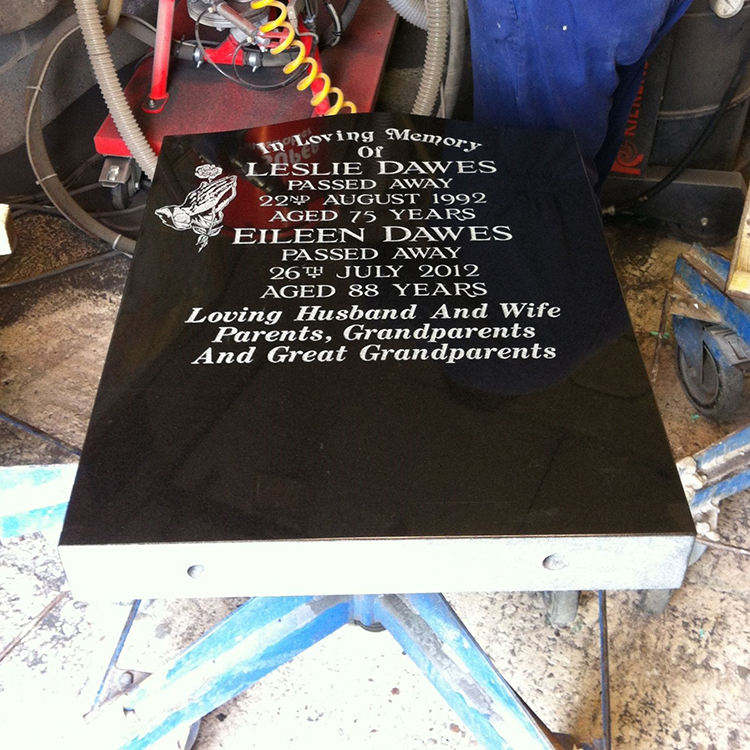 In Loving Memory
Of
LESLIE DAWES
PASSED AWAY
22ND AUGUST 1992
AGED 75 YEARS
EILEEN DAWES
PASSED AWAY
26TH JULY 2012
AGED 88 YEARS
Loving Husband And Wife
Parents, Grandparents
And Great Grandparents